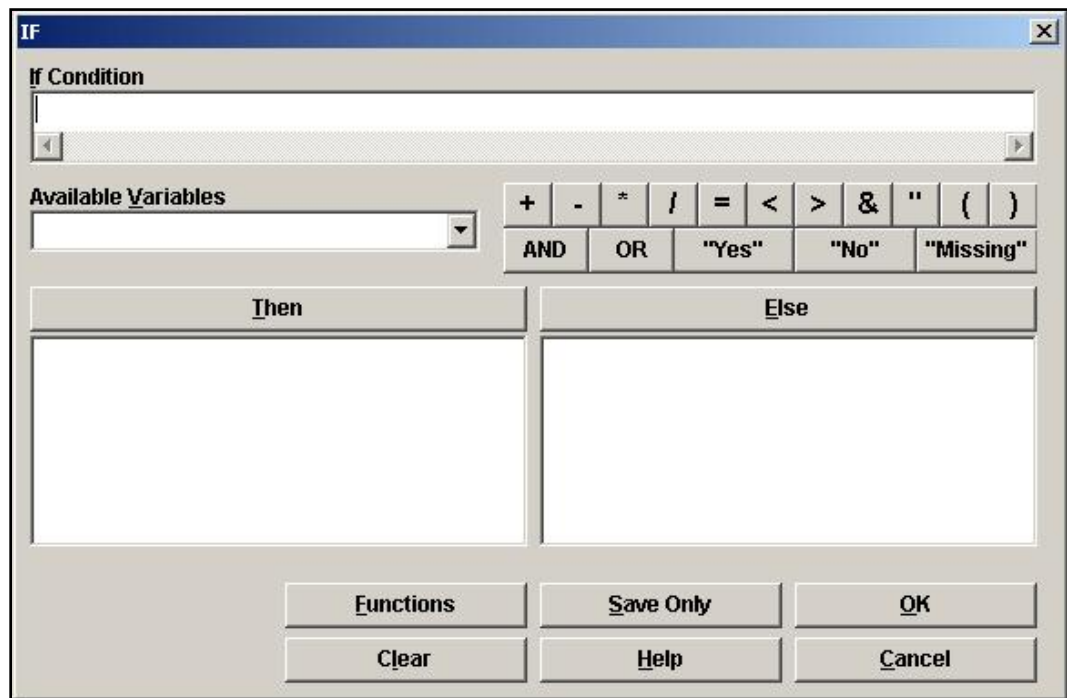 IF
If Condition
Available Variables
+ - * / = < > & " ( )
AND OR "Yes" "No" "Missing"
Then Else
Functions Save Only OK
Clear Help Cancel